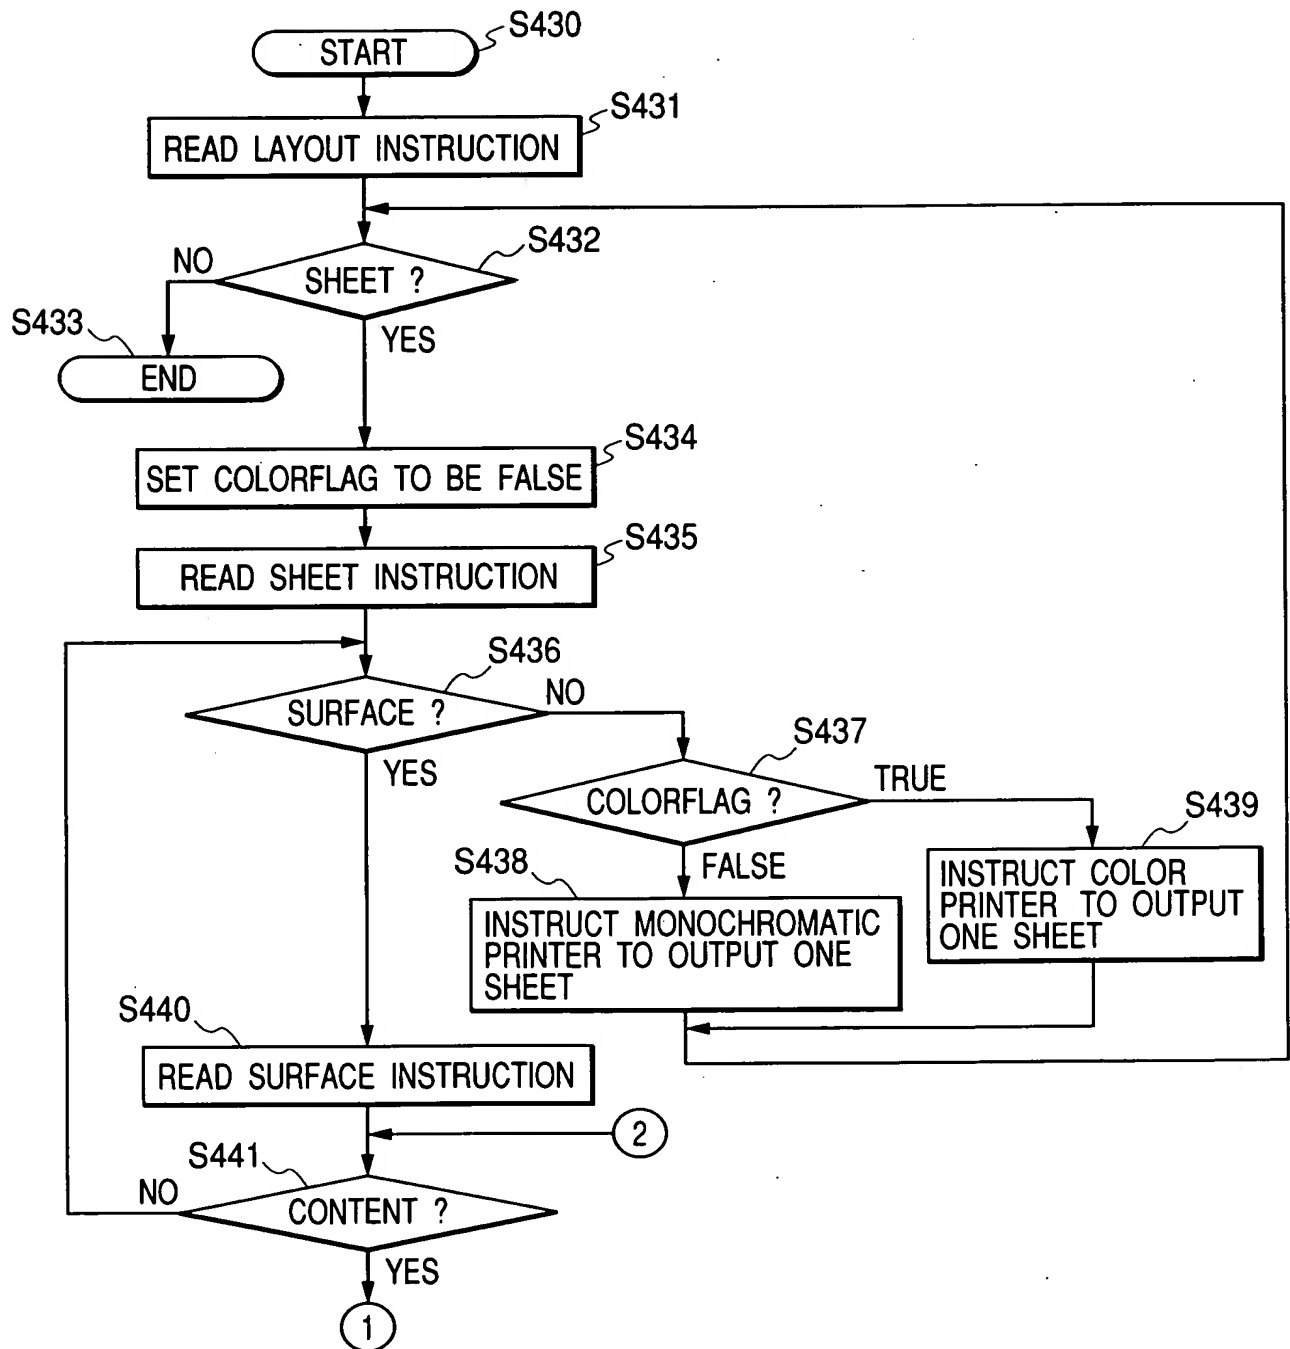 S430
START
S431
READ LAYOUT INSTRUCTION
S432
NO
SHEET ?
S433
YES
END
S434
SET COLORFLAG TO BE FALSE
S435
READ SHEET INSTRUCTION
S436
NO
SURFACE ?
S437
YES
TRUE
COLORFLAG ?
S439
S438
FALSE
INSTRUCT COLOR
PRINTER TO OUTPUT
ONE SHEET
INSTRUCT MONOCHROMATIC
PRINTER TO OUTPUT ONE
SHEET
S440
READ SURFACE INSTRUCTION
2
S441
NO
CONTENT ?
YES
1